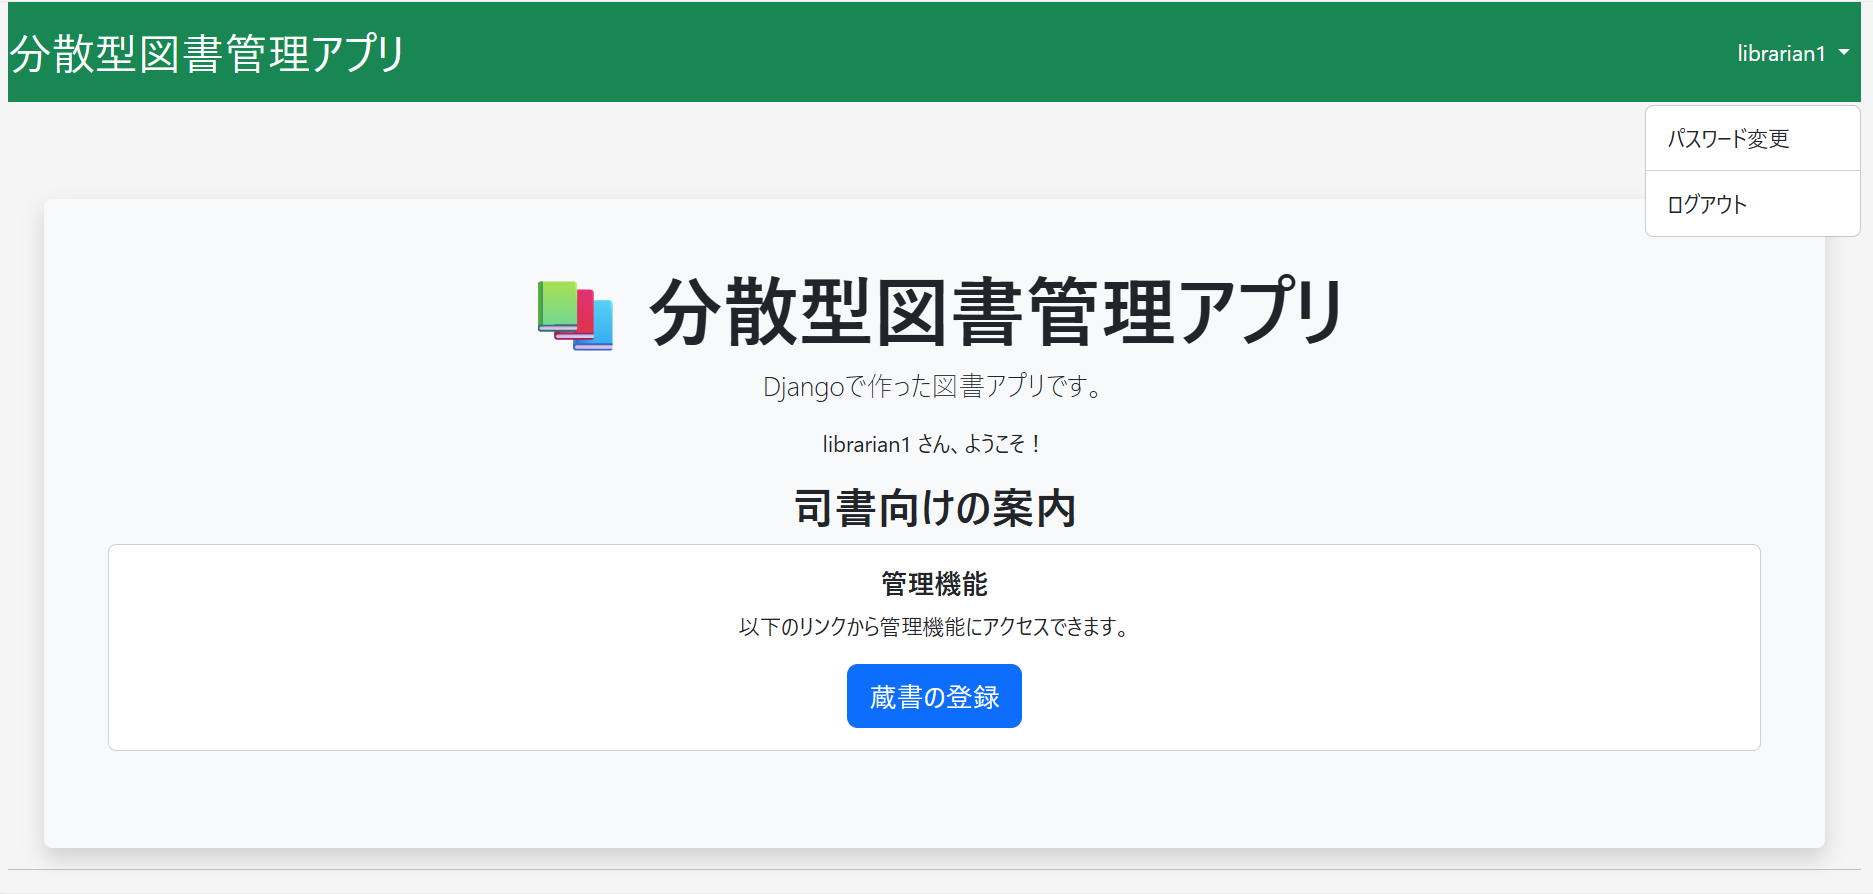 分散型図書管理アプリ
librarian1
パスワード変更
ログアウト
分散型図書管理アプリ
Djangoで作った図書アプリです。
librarian1 さん、ようこそ！
司書向けの案内
管理機能
以下のリンクから管理機能にアクセスできます。
蔵書の登録